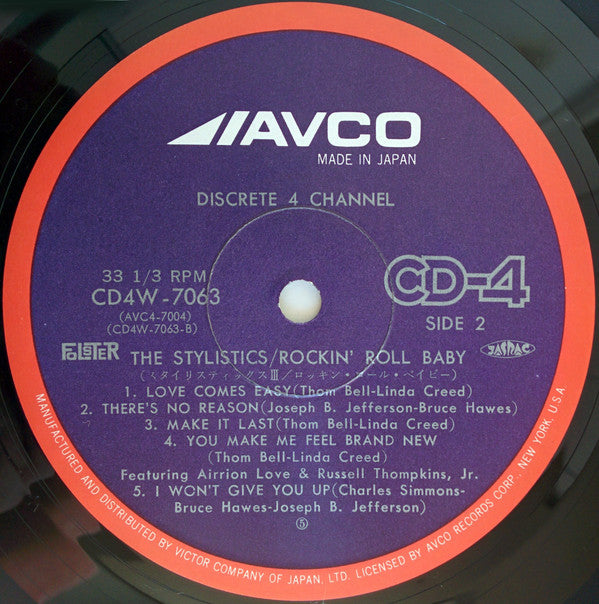 AVCO
MADE IN JAPAN
DISCRETE 4 CHANNEL
33 1/3 RPM
CD4W-7063
(AVC4-7004)
(CD4W-7063-B)
CD-4
SIDE 2
FOLSTER
JASRAC
THE STYLISTICS/ROCKIN' ROLL BABY
(スタイリスティックスⅢ/ロッキン・ロール・ベイビー)
1. LOVE COMES EASY(Thom Bell-Linda Creed)
2. THERE'S NO REASON(Joseph B. Jefferson-Bruce Hawes)
3. MAKE IT LAST(Thom Bell-Linda Creed)
4. YOU MAKE ME FEEL BRAND NEW
(Thom Bell-Linda Creed)
Featuring Airrion Love & Russell Thompkins, Jr.
5. I WON'T GIVE YOU UP(Charles Simmons-
Bruce Hawes-Joseph B. Jefferson)
⑤
MANUFACTURED AND DISTRIBUTED BY VICTOR COMPANY OF JAPAN, LTD. LICENSED BY AVCO RECORDS CORP., NEW YORK, U.S.A.